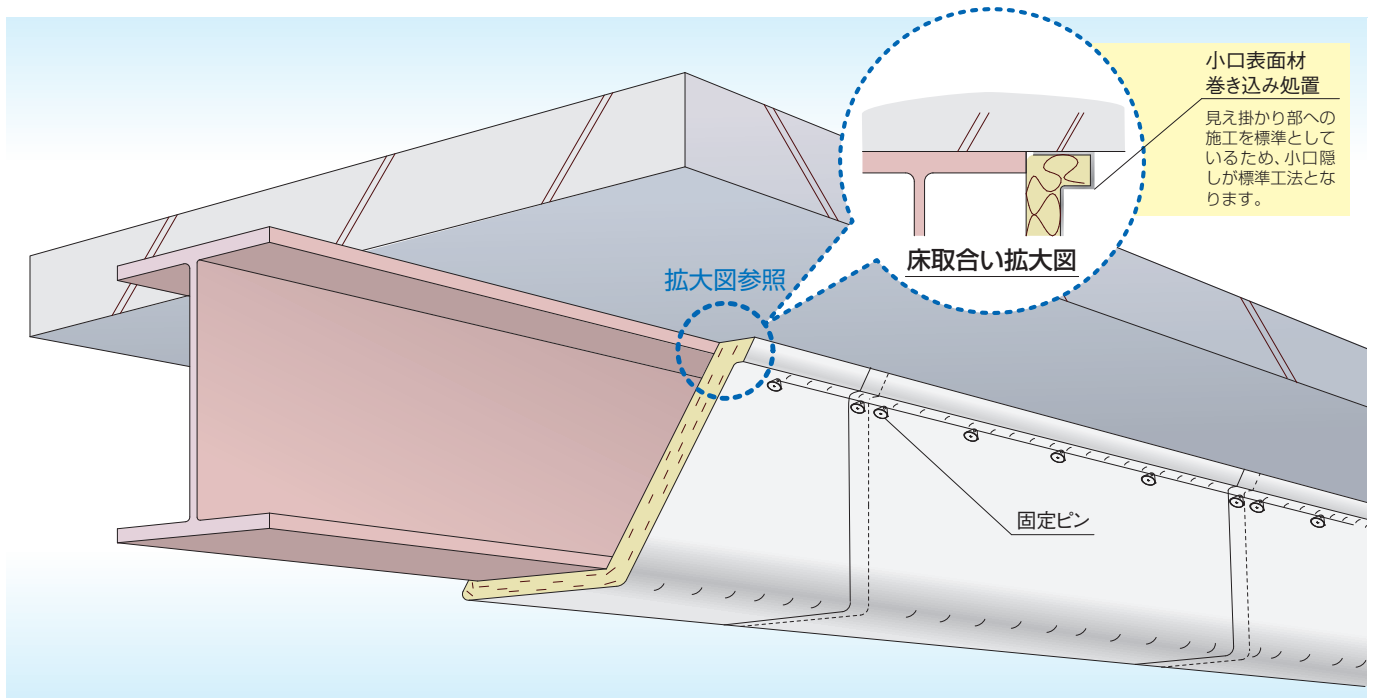 小口表面材
巻き込み処置
見え掛かり部への
施工を標準として
いるため、小口隠
しが標準工法とな
ります。
床取合い拡大図
拡大図参照
固定ピン